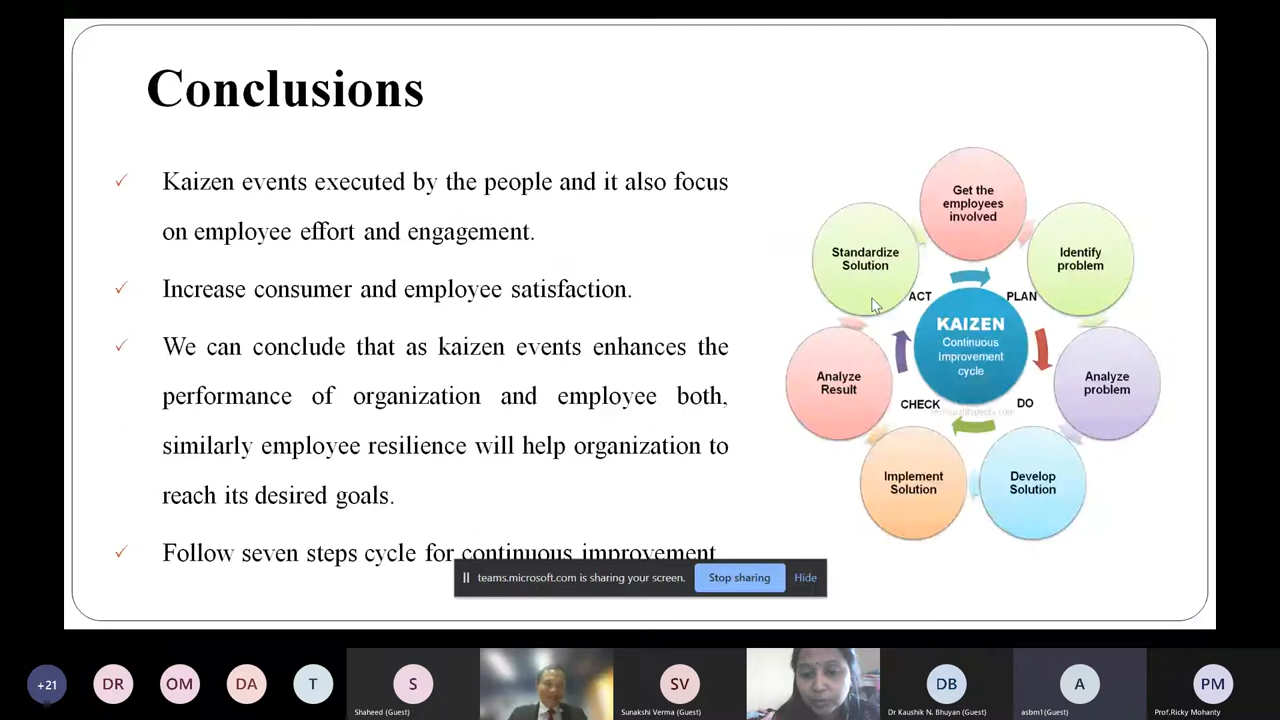 Conclusions
✓ Kaizen events executed by the people and it also focus
on employee effort and engagement.
✓ Increase consumer and employee satisfaction.
✓ We can conclude that as kaizen events enhances the
performance of organization and employee both,
similarly employee resilience will help organization to
reach its desired goals.
✓ Follow seven steps cycle for continuous improvement
Get the
employees
involved
Identify
problem
Analyze
problem
Develop
Solution
Implement
Solution
Analyze
Result
Standardize
Solution
ACT
PLAN
DO
CHECK
KAIZEN
Continuous
Improvement
cycle
teams.microsoft.com is sharing your screen.
Stop sharing
Hide
+21
DR
OM
DA
T
S
Shaheed (Guest)
SV
Sunakshi Verma (Guest)
DB
Dr Kaushik N. Bhuyan (Guest)
A
asbm1(Guest)
PM
Prof.Ricky Mohanty